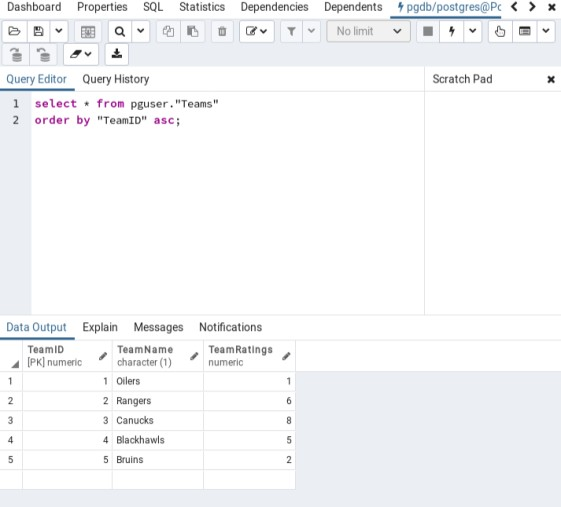 Dashboard Properties SQL Statistics Dependencies Dependents pgdb/postgres@Po
No limit
Query Editor Query History Scratch Pad
1 select * from pguser."Teams"
2 order by "TeamID" asc;
Data Output Explain Messages Notifications
TeamID TeamName TeamRatings
[PK] numeric character (1) numeric
1 1 Oilers 1
2 2 Rangers 6
3 3 Canucks 8
4 4 Blackhawls 5
5 5 Bruins 2